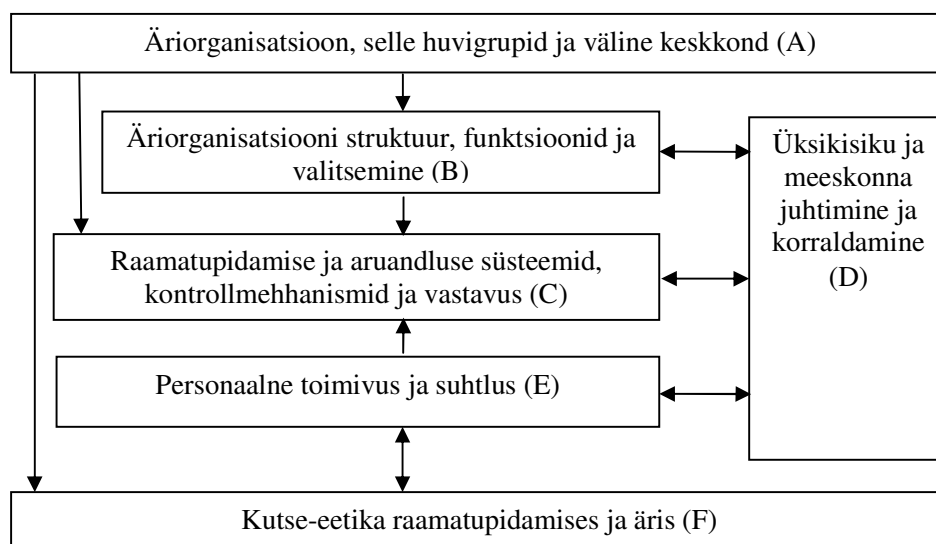 Äriorganisatsioon, selle huvigrupid ja väline keskkond (A)
Äriorganisatsiooni struktuur, funktsioonid ja
valitsemine (B)
Üksikisiku ja
meeskonna
juhtimine ja
korraldamine
(D)
Raamatupidamise ja aruandluse süsteemid,
kontrollmehhanismid ja vastavus (C)
Personaalne toimivus ja suhtlus (E)
Kutse-eetika raamatupidamises ja äris (F)